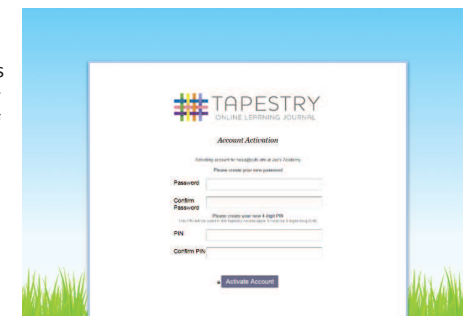 s
TAPESTRY
ONLINE LEARNING JOURNAL
Account Activation
Please create your new password
Password
Confirm
Password
Please create your new 4 digit PIN
PIN
Confirm PIN
Activate Account